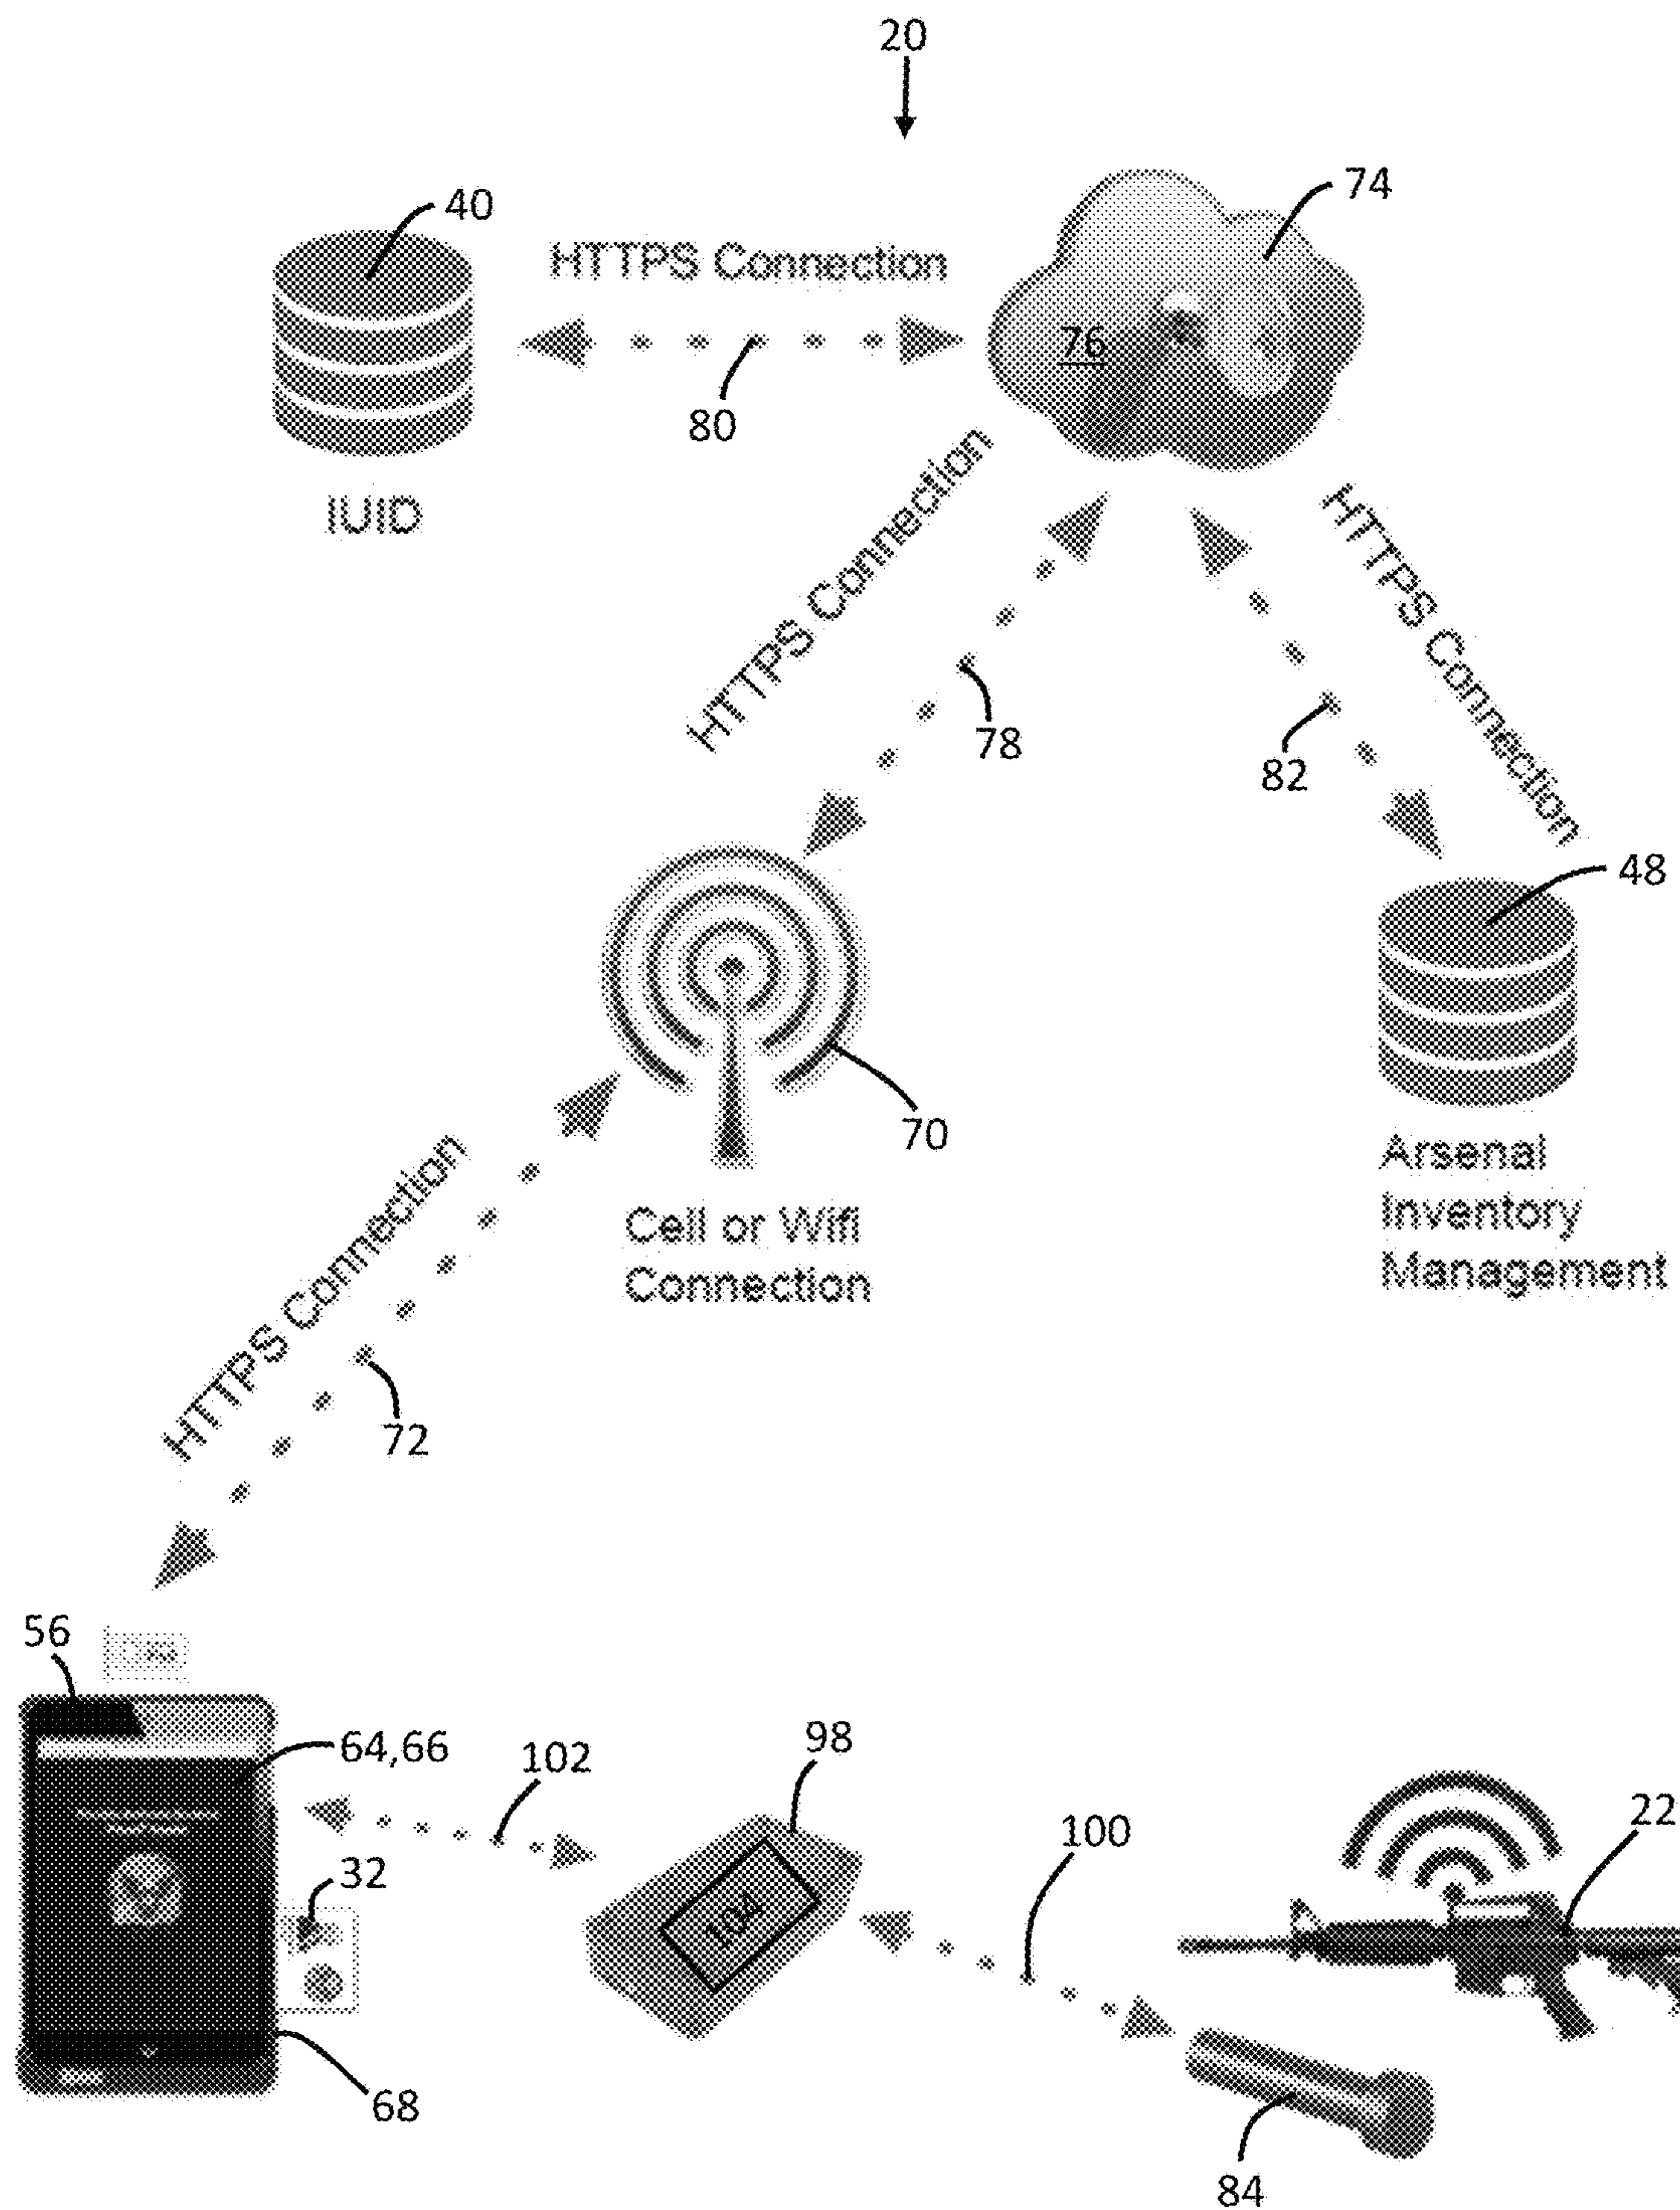 20
40
74
HTTPS Connection
76
80
IUID
HTTPS Connection
HTTPS Connection
78
82
48
70
Arsenal
Inventory
Management
Cell or Wifi
Connection
HTTPS Connection
72
56
64,66
102
98
100
22
32
104
68
84